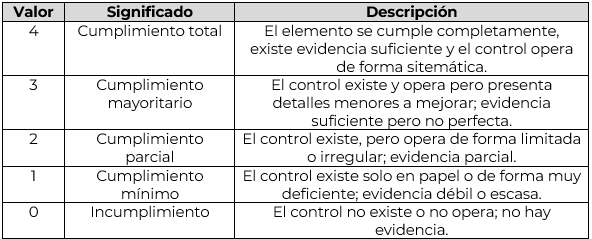 Valor Significado Descripción
4 Cumplimiento total El elemento se cumple completamente,
existe evidencia suficiente y el control opera
de forma sitemática.
3 Cumplimiento El control existe y opera pero presenta
mayoritario detalles menores a mejorar; evidencia
suficiente pero no perfecta.
2 Cumplimiento El control existe, pero opera de forma limitada
parcial o irregular; evidencia parcial.
1 Cumplimiento El control existe solo en papel o de forma muy
mínimo deficiente; evidencia débil o escasa.
0 Incumplimiento El control no existe o no opera; no hay
evidencia.